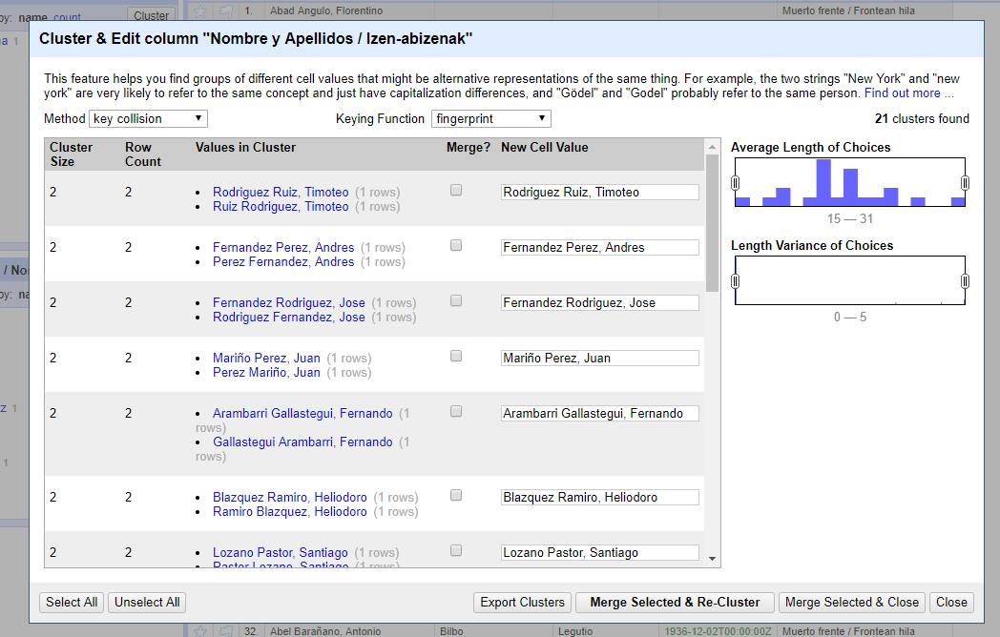 by: name count Cluster
1. Abad Angulo, Florentino Muerto frente / Frontean hila
Cluster & Edit column "Nombre y Apellidos / Izen-abizenak"
This feature helps you find groups of different cell values that might be alternative representations of the same thing. For example, the two strings "New York" and "new
york" are very likely to refer to the same concept and just have capitalization differences, and "Gödel" and "Godel" probably refer to the same person. Find out more ...
Method key collision Keying Function fingerprint 21 clusters found
Cluster Size Row Count Values in Cluster Merge? New Cell Value
2 2 • Rodriguez Ruiz, Timoteo (1 rows) Rodriguez Ruiz, Timoteo
• Ruiz Rodriguez, Timoteo (1 rows)
2 2 • Fernandez Perez, Andres (1 rows) Fernandez Perez, Andres
• Perez Fernandez, Andres (1 rows)
2 2 • Fernandez Rodriguez, Jose (1 rows) Fernandez Rodriguez, Jose
• Rodriguez Fernandez, Jose (1 rows)
2 2 • Mariño Perez, Juan (1 rows) Mariño Perez, Juan
• Perez Mariño, Juan (1 rows)
2 2 • Arambarri Gallastegui, Fernando (1 Arambarri Gallastegui, Fernando
rows)
• Gallastegui Arambarri, Fernando (1
rows)
2 2 • Blazquez Ramiro, Heliodoro (1 rows) Blazquez Ramiro, Heliodoro
• Ramiro Blazquez, Heliodoro (1 rows)
2 2 • Lozano Pastor, Santiago (1 rows) Lozano Pastor, Santiago
• Pastor Lozano, Santiago (1 rows)
Average Length of Choices
15 — 31
Length Variance of Choices
0 — 5
Select All Unselect All Export Clusters Merge Selected & Re-Cluster Merge Selected & Close Close
32. Abel Barañano, Antonio Bilbo Legutio 1936-12-02T00:00:00Z Muerto frente / Frontean hila